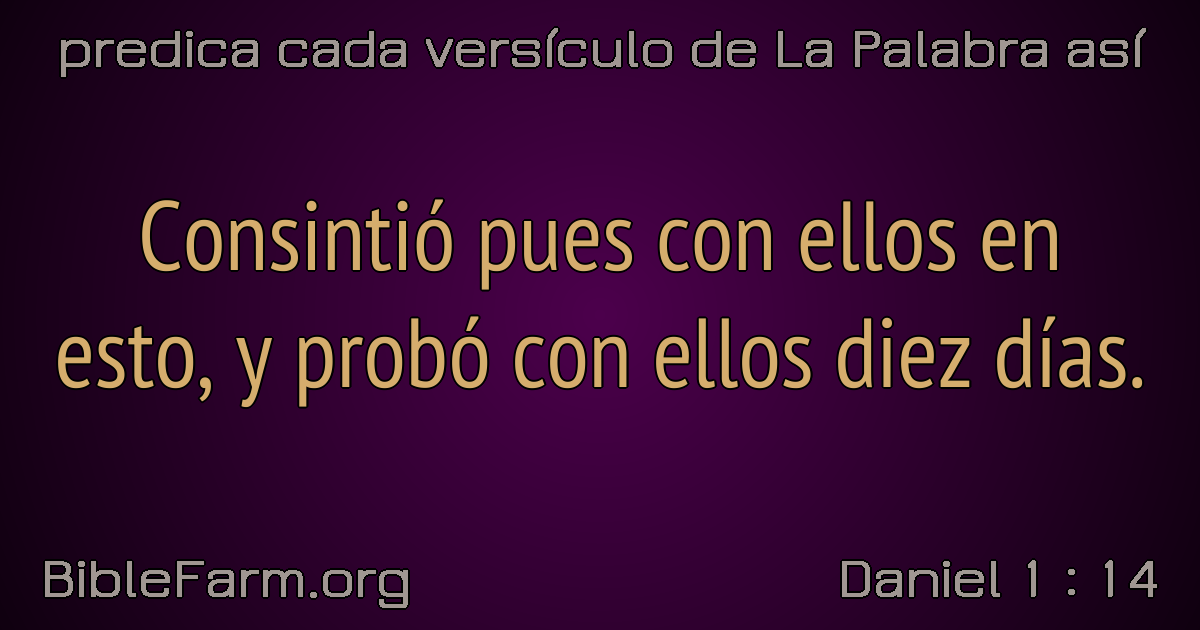 predica cada versículo de La Palabra así
Consintió pues con ellos en
esto, y probó con ellos diez días.
BibleFarm.org
Daniel 1 : 14